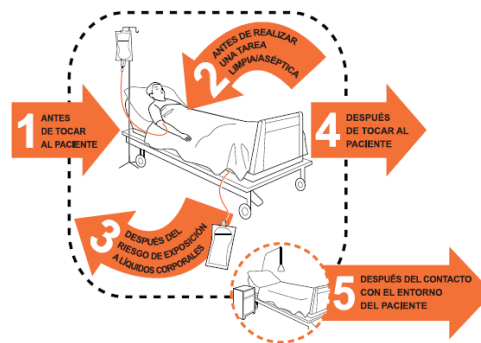 1
ANTES
DE TOCAR
AL PACIENTE
2
ANTES DE REALIZAR
UNA TAREA
LIMPIA/ASÉPTICA
3
DESPUÉS DEL
RIESGO DE EXPOSICIÓN
A LÍQUIDOS CORPORALES
4
DESPUÉS
DE TOCAR AL
PACIENTE
5
DESPUÉS DEL CONTACTO
CON EL ENTORNO
DEL PACIENTE